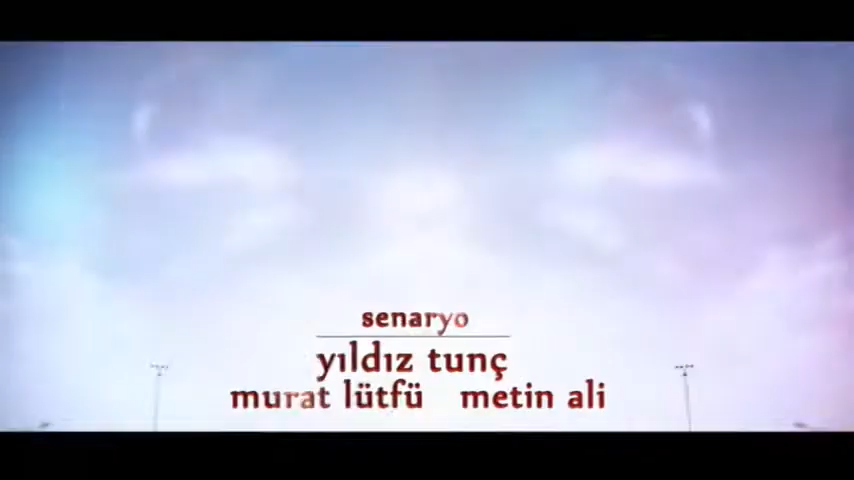 senaryo
yıldız tunç
murat lütfü metin ali